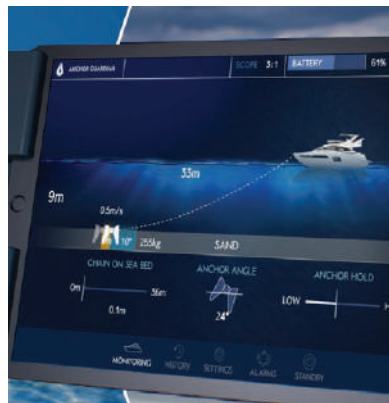 ANCHOR GUARDIAN
SCOPE 3:1
BATTERY 61%
33m
9m
0.5m/s
10° 255kg SAND
CHAIN ON SEA BED
0m 36m
0.1m
ANCHOR ANGLE
24°
ANCHOR HOLD
LOW
MONITORING HISTORY SETTINGS ALARMS STANDBY